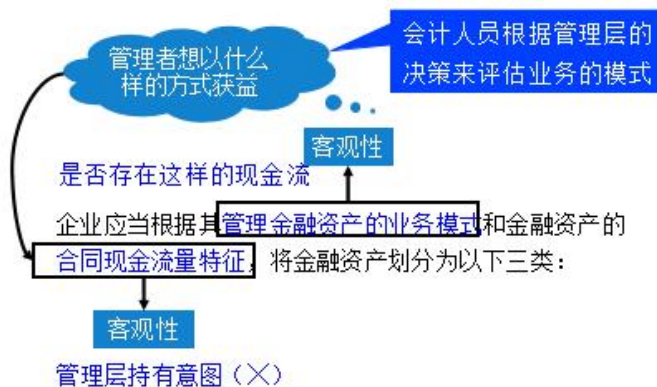 管理者想以什么
样的方式获益
会计人员根据管理层的
决策来评估业务的模式
客观性
是否存在这样的现金流
企业应当根据其管理金融资产的业务模式和金融资产的
合同现金流量特征，将金融资产划分为以下三类：
客观性
管理层持有意图（×）